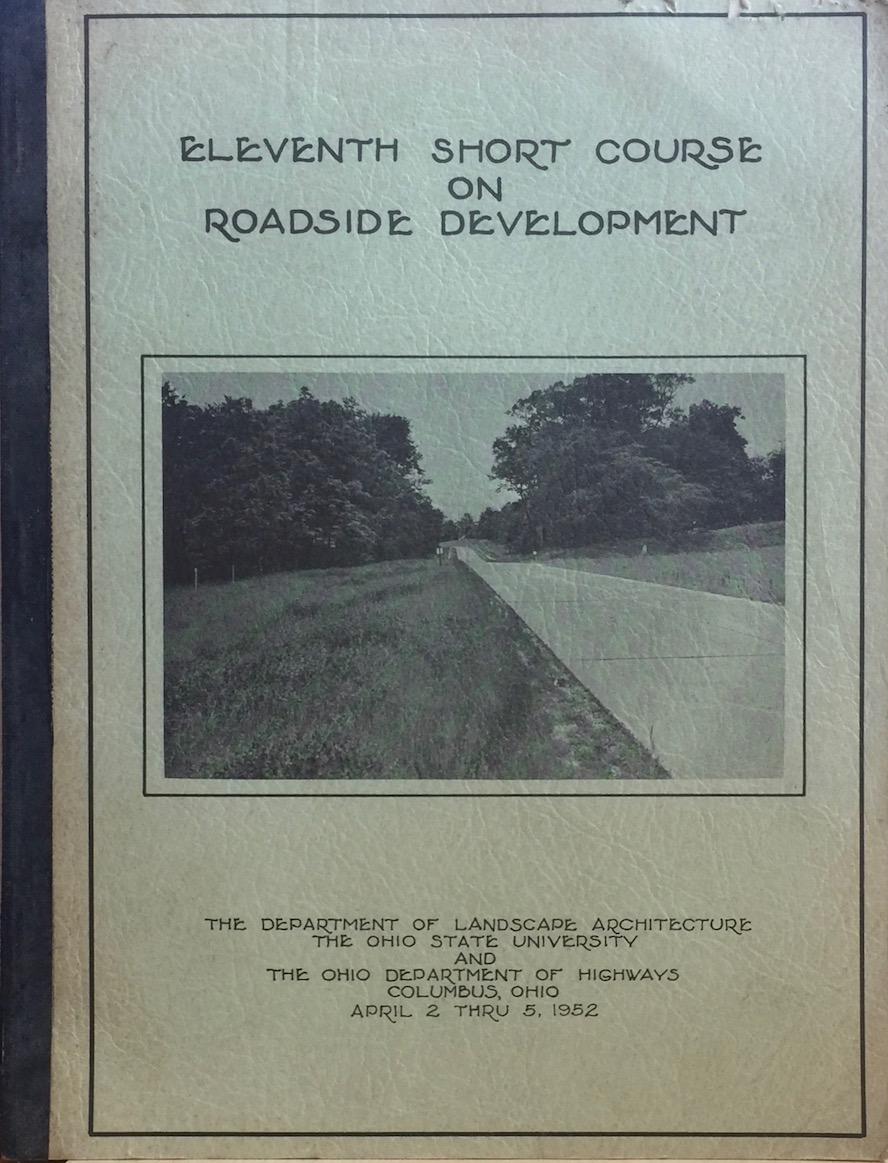 ELEVENTH SHORT COURSE
ON
ROADSIDE DEVELOPMENT
THE DEPARTMENT OF LANDSCAPE ARCHITECTURE
THE OHIO STATE UNIVERSITY
AND
THE OHIO DEPARTMENT OF HIGHWAYS
COLUMBUS, OHIO
APRIL 2 THRU 5, 1952